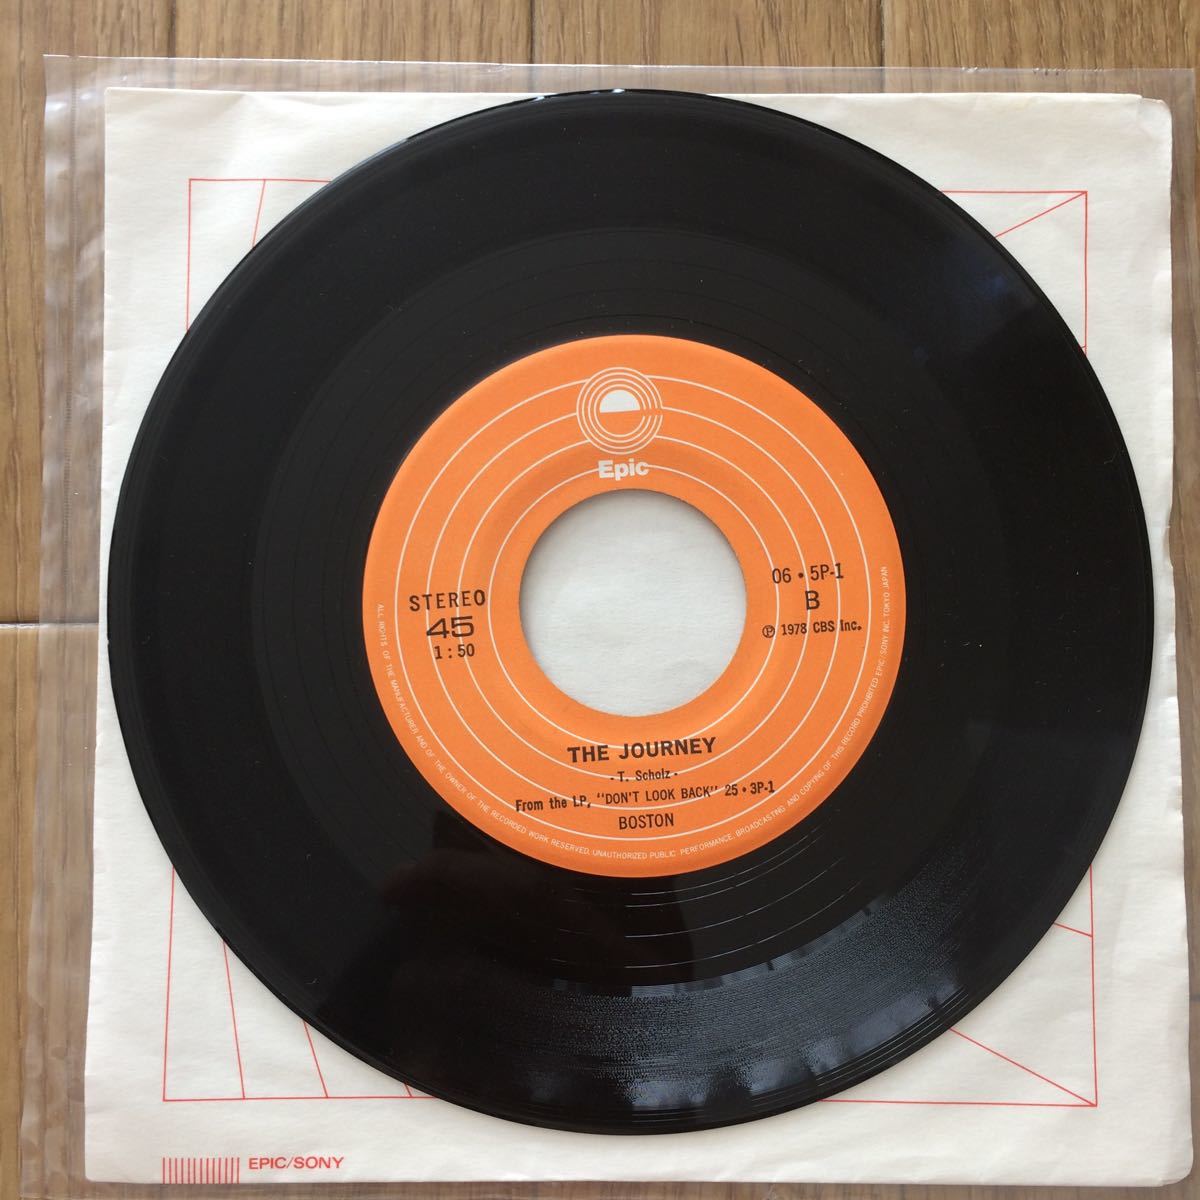 Epic
STEREO
45
1:50
06・5P-1
B
Ⓟ 1978 CBS Inc.
THE JOURNEY
-T. Scholz-
From the LP, "DON'T LOOK BACK" 25・3P-1
BOSTON
ALL RIGHTS OF THE MANUFACTURER AND OF THE OWNER OF THE RECORDED WORK RESERVED. UNAUTHORIZED PUBLIC PERFORMANCE, BROADCASTING AND COPYING OF THIS RECORD PROHIBITED EPIC/SONY INC. TOKYO JAPAN
EPIC/SONY